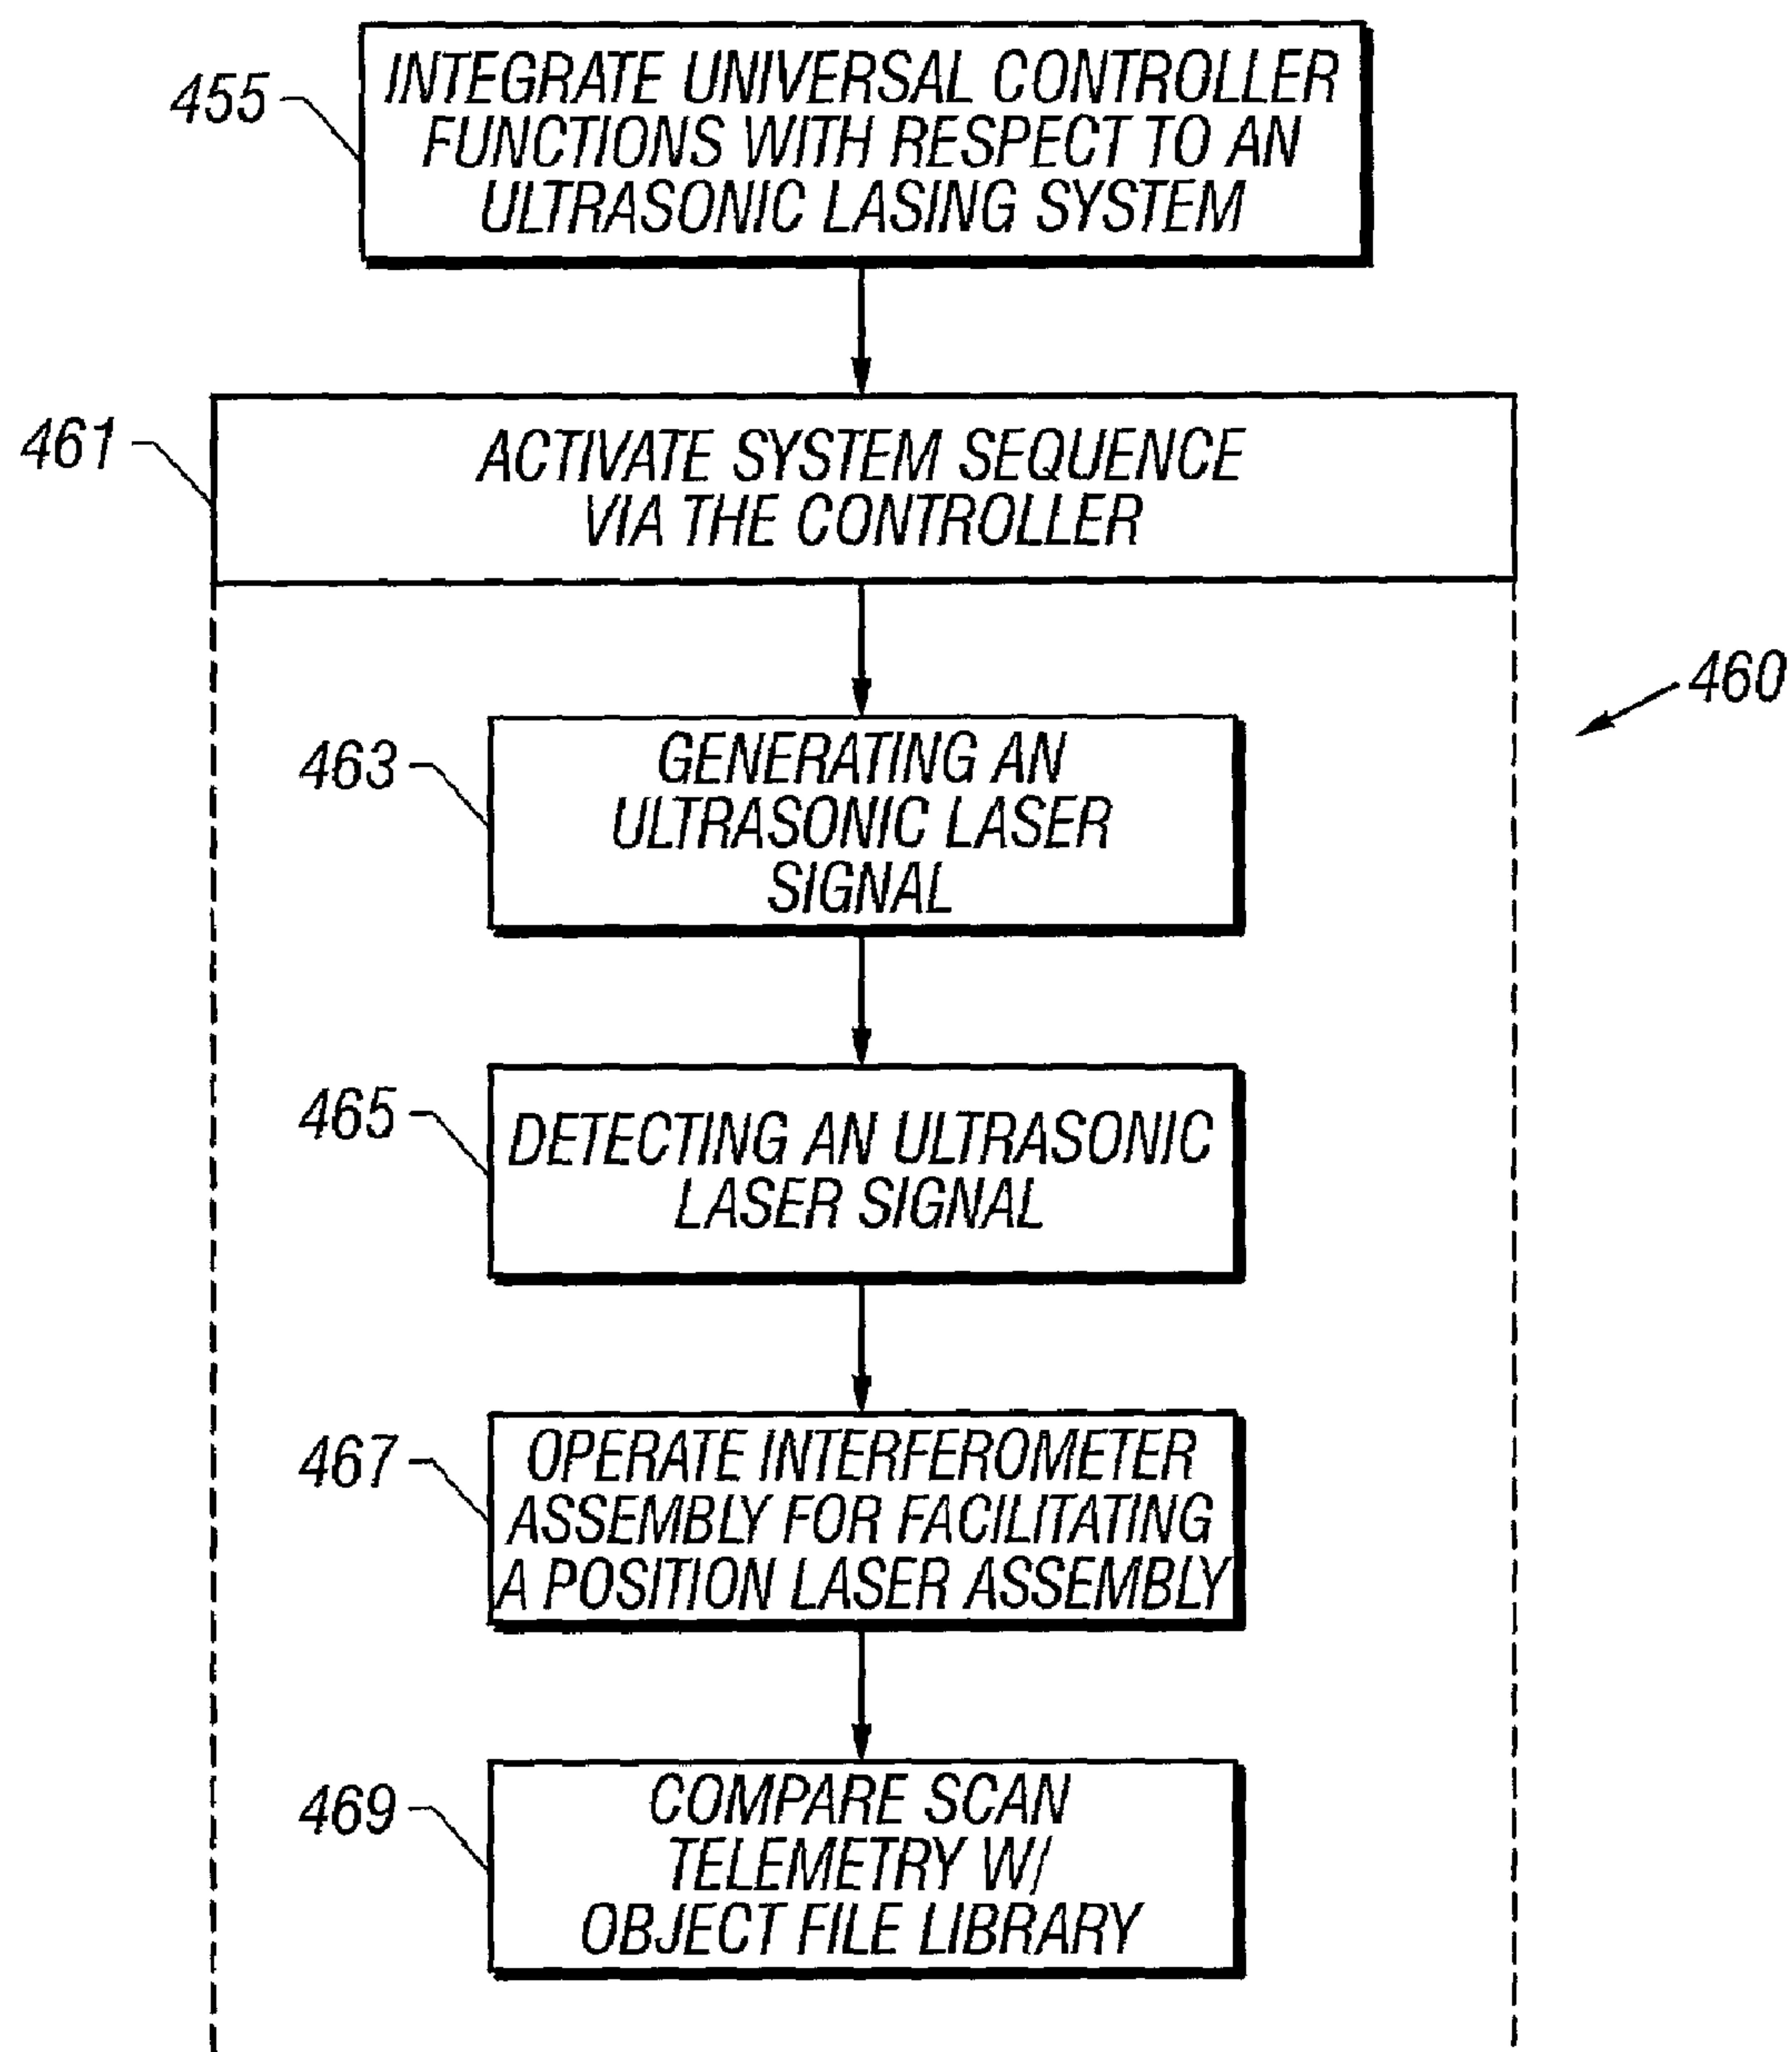 455
INTEGRATE UNIVERSAL CONTROLLER
FUNCTIONS WITH RESPECT TO AN
ULTRASONIC LASING SYSTEM
461
ACTIVATE SYSTEM SEQUENCE
VIA THE CONTROLLER
460
463
GENERATING AN
ULTRASONIC LASER
SIGNAL
465
DETECTING AN ULTRASONIC
LASER SIGNAL
467
OPERATE INTERFEROMETER
ASSEMBLY FOR FACILITATING
A POSITION LASER ASSEMBLY
469
COMPARE SCAN
TELEMETRY W/
OBJECT FILE LIBRARY